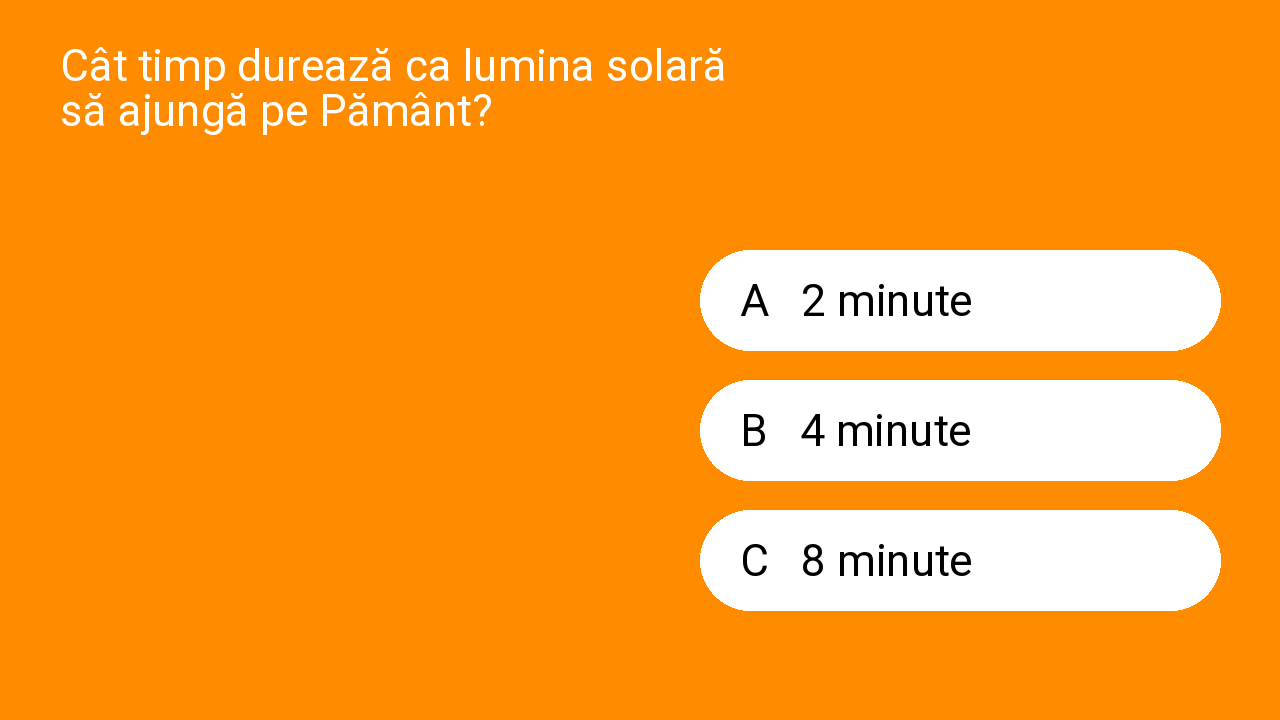 Cât timp durează ca lumina solară
să ajungă pe Pământ?
A 2 minute
B 4 minute
C 8 minute